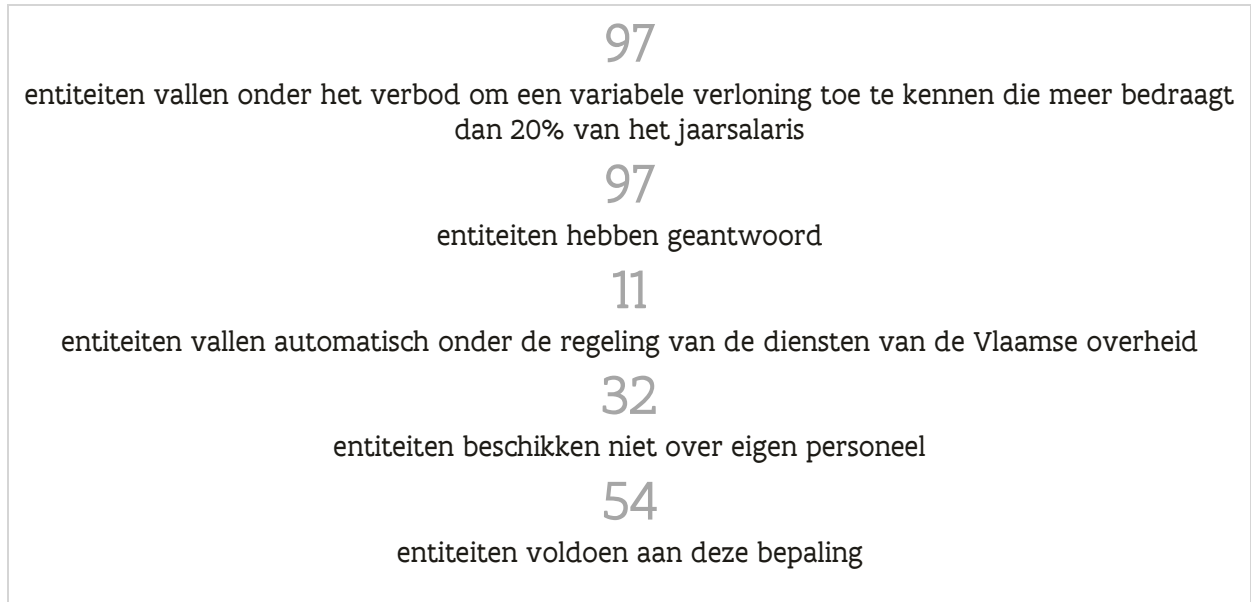 97
entiteiten vallen onder het verbod om een variabele verloning toe te kennen die meer bedraagt
dan 20% van het jaarsalaris
97
entiteiten hebben geantwoord
11
entiteiten vallen automatisch onder de regeling van de diensten van de Vlaamse overheid
32
entiteiten beschikken niet over eigen personeel
54
entiteiten voldoen aan deze bepaling